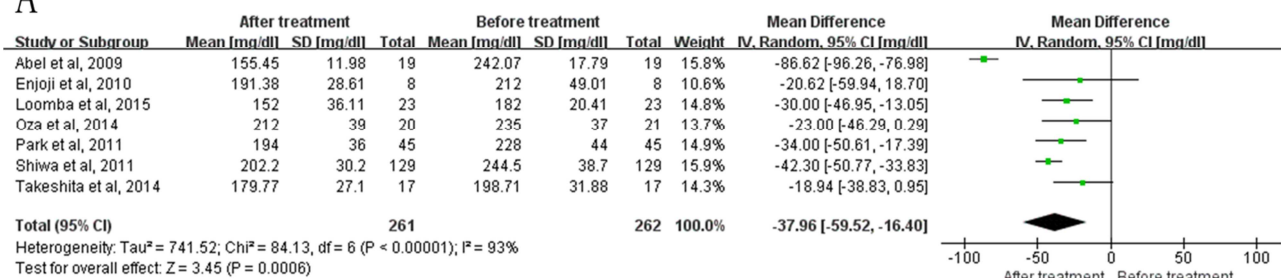 A
After treatment Before treatment Mean Difference Mean Difference
Study or Subgroup Mean [mg/dl] SD [mg/dl] Total Mean [mg/dl] SD [mg/dl] Total Weight IV, Random, 95% CI [mg/dl] IV, Random, 95% CI [mg/dl]
Abel et al, 2009 155.45 11.98 19 242.07 17.79 19 15.8% -86.62 [-96.26, -76.98]
Enjoji et al, 2010 191.38 28.61 8 212 49.01 8 10.6% -20.62 [-59.94, 18.70]
Loomba et al, 2015 152 36.11 23 182 20.41 23 14.8% -30.00 [-46.95, -13.05]
Oza et al, 2014 212 39 20 235 37 21 13.7% -23.00 [-46.29, 0.29]
Park et al, 2011 194 36 45 228 44 45 14.9% -34.00 [-50.61, -17.39]
Shiwa et al, 2011 202.2 30.2 129 244.5 38.7 129 15.9% -42.30 [-50.77, -33.83]
Takeshita et al, 2014 179.77 27.1 17 198.71 31.88 17 14.3% -18.94 [-38.83, 0.95]
Total (95% CI) 261 262 100.0% -37.96 [-59.52, -16.40]
Heterogeneity: Tau² = 741.52; Chi² = 84.13, df = 6 (P < 0.00001); I² = 93%
Test for overall effect: Z = 3.45 (P = 0.0006)
-100 -50 0 50 100
After treatment Before treatment